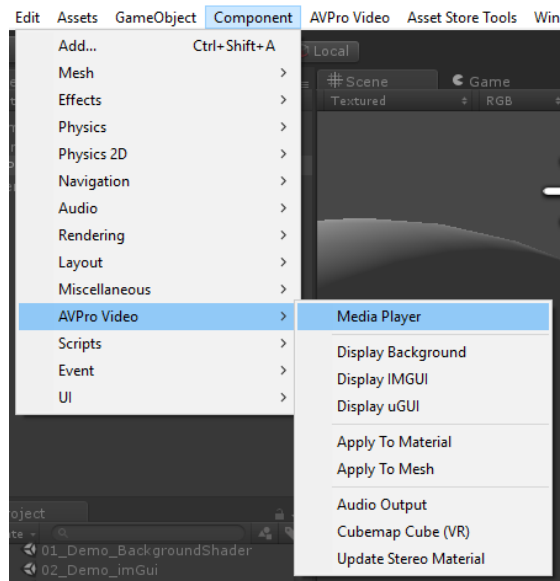 Edit Assets GameObject Component AVPro Video Asset Store Tools Win
Add... Ctrl+Shift+A
Local
Mesh
Scene Game
Effects
Textured RGB
Physics
Physics 2D
Navigation
Audio
Rendering
Layout
Miscellaneous
AVPro Video
Media Player
Scripts
Display Background
Event
Display IMGUI
UI
Display uGUI
Apply To Material
Apply To Mesh
Audio Output
roject
Cubemap Cube (VR)
te
01_Demo_BackgroundShader
Update Stereo Material
02_Demo_imGui